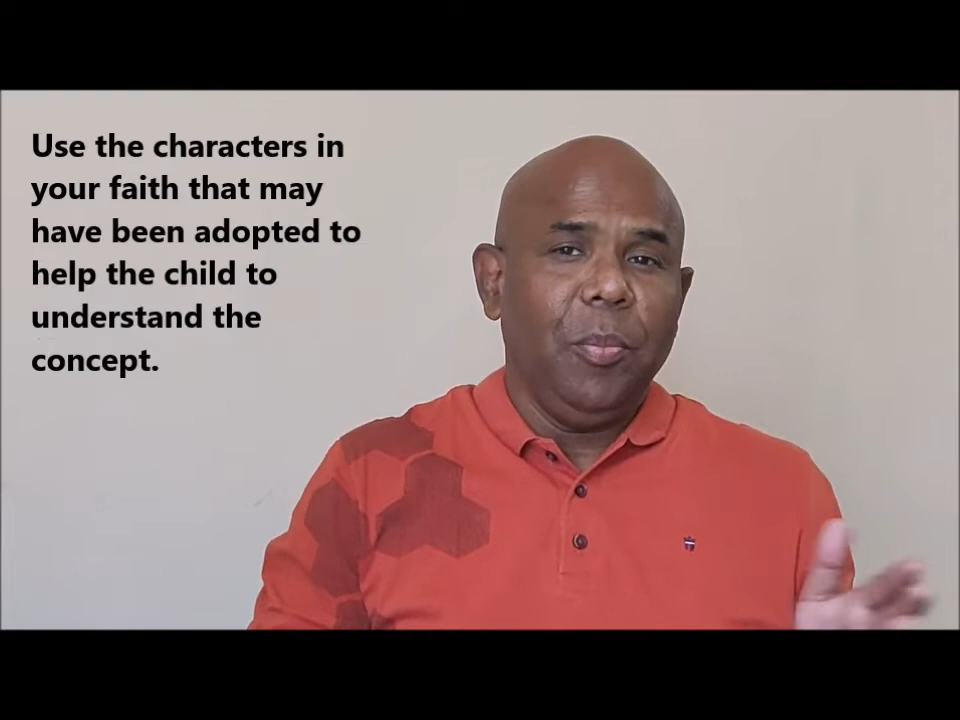 Use the characters in
your faith that may
have been adopted to
help the child to
understand the
concept.